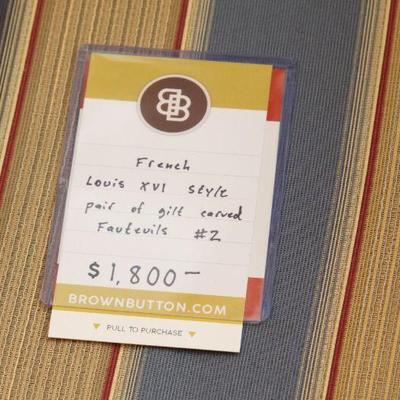 BB
French
Louis XVI style
pair of gilt carved
Fauteuils #2
$1,800—
BROWNBUTTON.COM
PULL TO PURCHASE